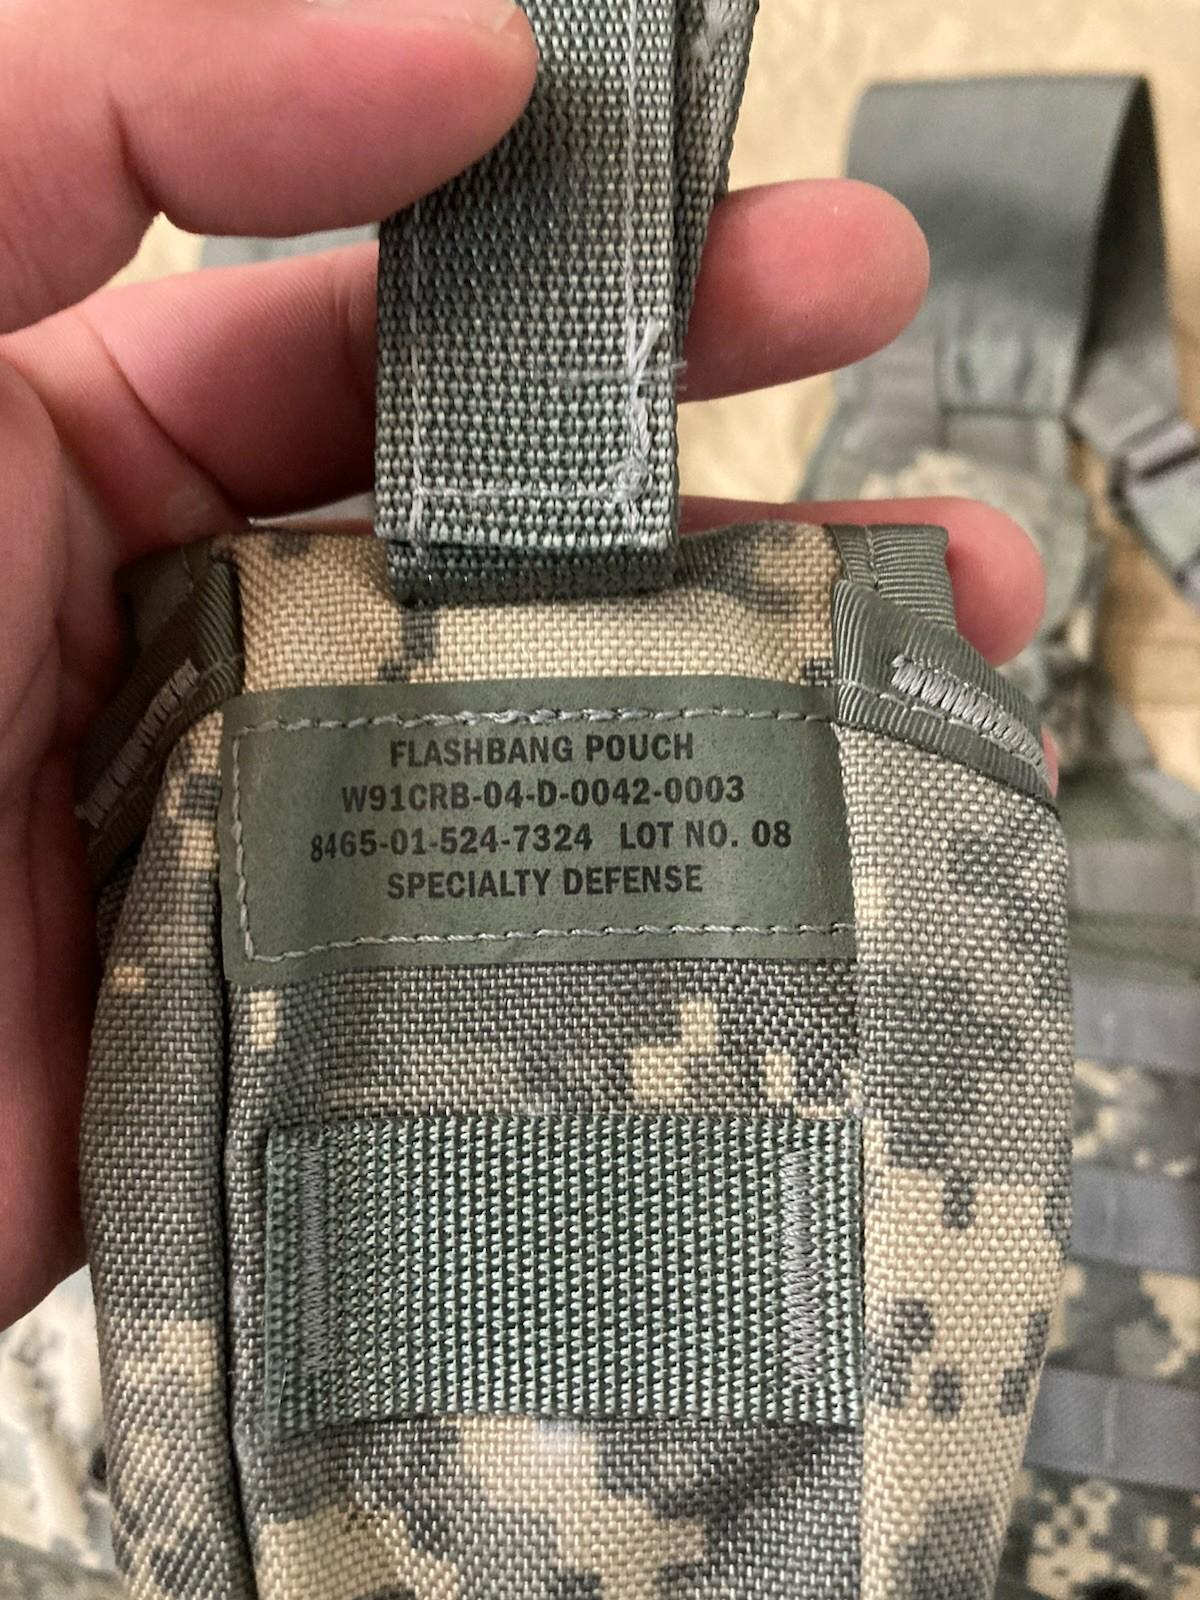 FLASHBANG POUCH
W91CRB-04-D-0042-0003
8465-01-524-7324 LOT NO. 08
SPECIALTY DEFENSE